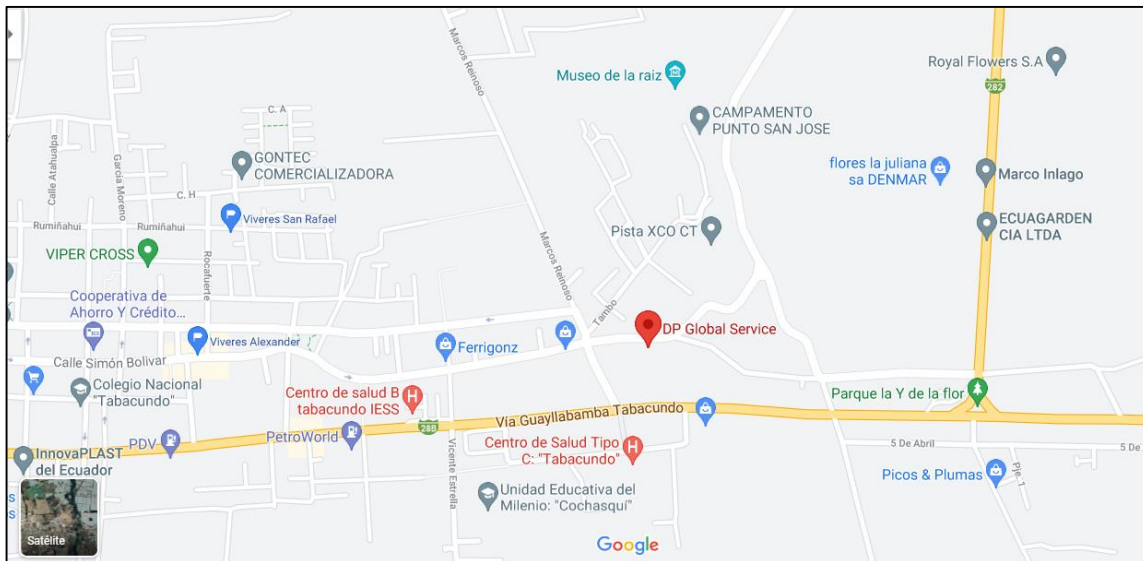 Royal Flowers S.A
Museo de la raiz
282
C. A
CAMPAMENTO
PUNTO SAN JOSE
Calle Atahualpa
Garcia Moreno
Marcos Reinoso
GONTEC
COMERCIALIZADORA
flores la juliana
sa DENMAR
Marco Inlago
C. H
Rumiñahui
Rumiñahui
Viveres San Rafael
Pista XCO CT
ECUAGARDEN
CIA LTDA
VIPER CROSS
Rocafuerte
Marcos Reinoso
Cooperativa de
Ahorro Y Crédito...
Tambo
DP Global Service
Viveres Alexander
Ferrigonz
Calle Simón Bolivar
Colegio Nacional
"Tabacundo"
Centro de salud B
tabacundo IESS
Parque la Y de la flor
Vía Guayllabamba Tabacundo
28B
PDV
PetroWorld
Vicente Estrella
Centro de Salud Tipo
C: "Tabacundo"
5 De Abril
5 De
InnovaPLAST
del Ecuador
Picos & Plumas
Pje. 1
Unidad Educativa del
Milenio: "Cochasquí"
s
s
Satélite
Google